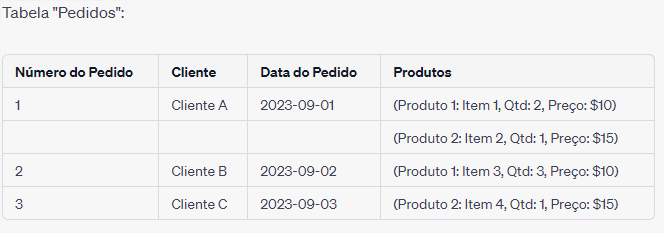 Tabela "Pedidos":
Número do Pedido Cliente Data do Pedido Produtos
1 Cliente A 2023-09-01 (Produto 1: Item 1, Qtd: 2, Preço: $10)
(Produto 2: Item 2, Qtd: 1, Preço: $15)
2 Cliente B 2023-09-02 (Produto 1: Item 3, Qtd: 3, Preço: $10)
3 Cliente C 2023-09-03 (Produto 2: Item 4, Qtd: 1, Preço: $15)